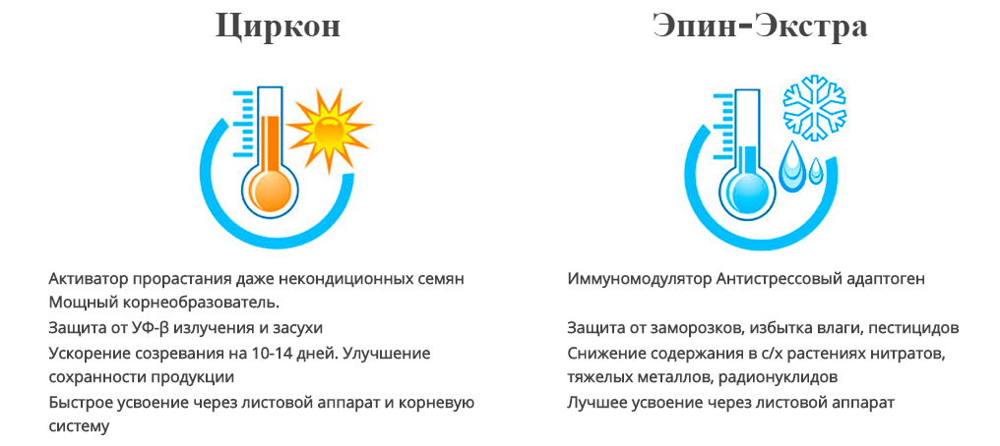 Циркон
Активатор прорастания даже некондиционных семян
Мощный корнеобразователь.
Защита от УФ-β излучения и засухи
Ускорение созревания на 10-14 дней. Улучшение
сохранности продукции
Быстрое усвоение через листовой аппарат и корневую
систему
Эпин-Экстра
Иммуномодулятор Антистрессовый адаптоген
Защита от заморозков, избытка влаги, пестицидов
Снижение содержания в с/х растениях нитратов,
тяжелых металлов, радионуклидов
Лучшее усвоение через листовой аппарат